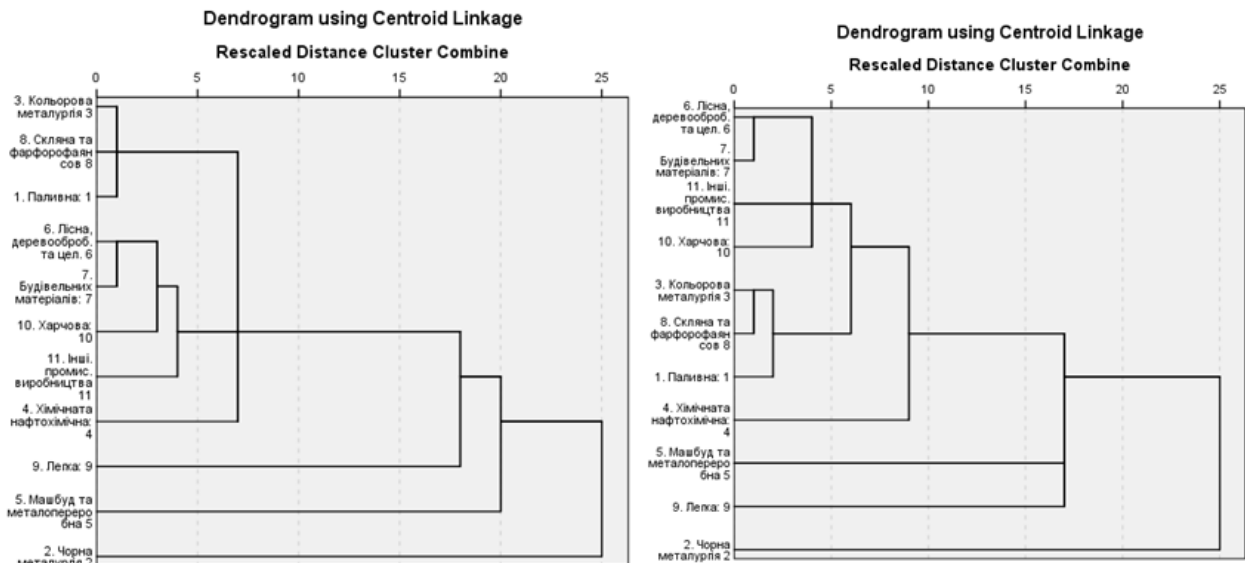 Dendrogram using Centroid Linkage
Rescaled Distance Cluster Combine
0 5 10 15 20 25
3. Кольорова
металургія 3
8. Скляна та
фарфорофаян
сов 8
1. Паливна: 1
6. Лісна,
деревооброб.
та цел. 6
7.
Будівельних
матеріалів: 7
10. Харчова:
10
11. Інші.
промис.
виробництва
11
4. Хімічната
нафтохімічна:
4
9. Легка: 9
5. Машбуд та
металоперероб
бна 5
2. Чорна
металургія 2
Dendrogram using Centroid Linkage
Rescaled Distance Cluster Combine
0 5 10 15 20 25
6. Лісна,
деревооброб.
та цел. 6
7.
Будівельних
матеріалів: 7
11. Інші.
промис.
виробництва
11
10. Харчова:
10
3. Кольорова
металургія 3
8. Скляна та
фарфорофаян
сов 8
1. Паливна: 1
4. Хімічната
нафтохімічна:
4
5. Машбуд та
металоперero
бна 5
9. Легка: 9
2. Чорна
металургія 2